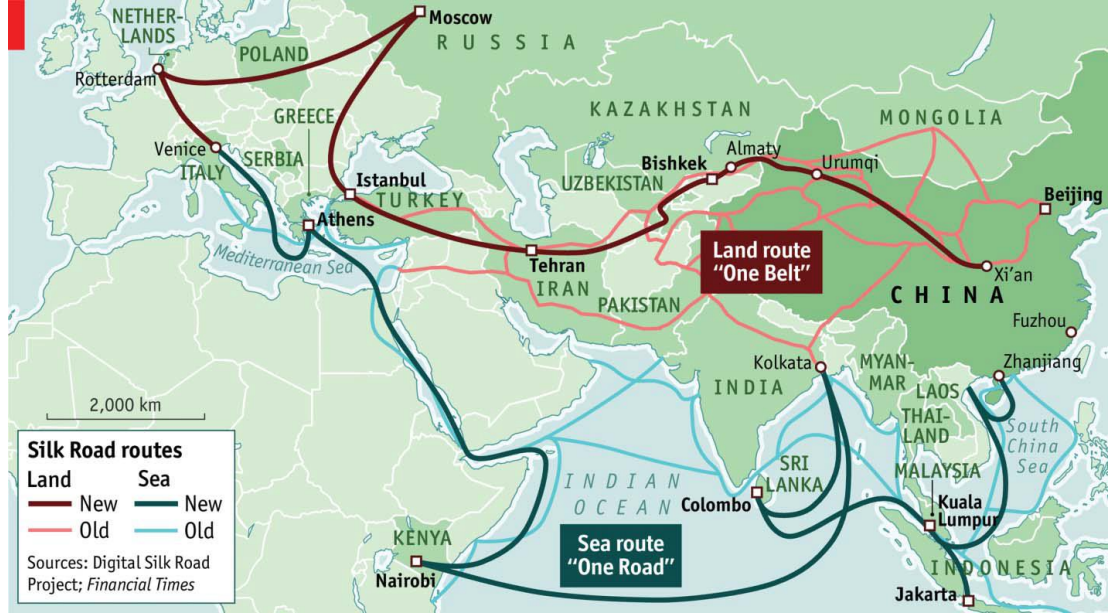 NETHER-
LANDS
Moscow
RUSSIA
POLAND
Rotterdam
KAZAKHSTAN
MONGOLIA
GREECE
Venice
Almaty
Urumqi
ITALY
SERBIA
Bishkek
UZBEKISTAN
Istanbul
TURKEY
Beijing
Athens
Mediterranean Sea
Tehran
IRAN
Land route
“One Belt”
Xi’an
CHINA
PAKISTAN
Fuzhou
Kolkata
MYAN-
MAR
Zhanjiang
INDIA
LAOS
THAI-
LAND
South
China
Sea
2,000 km
Silk Road routes
Land
Sea
New
New
Old
Old
Sources: Digital Silk Road
Project; Financial Times
INDIAN
OCEAN
SRI
LANKA
MALAYSIA
Colombo
Kuala
Lumpur
Sea route
“One Road”
KENYA
Nairobi
INDONESIA
Jakarta